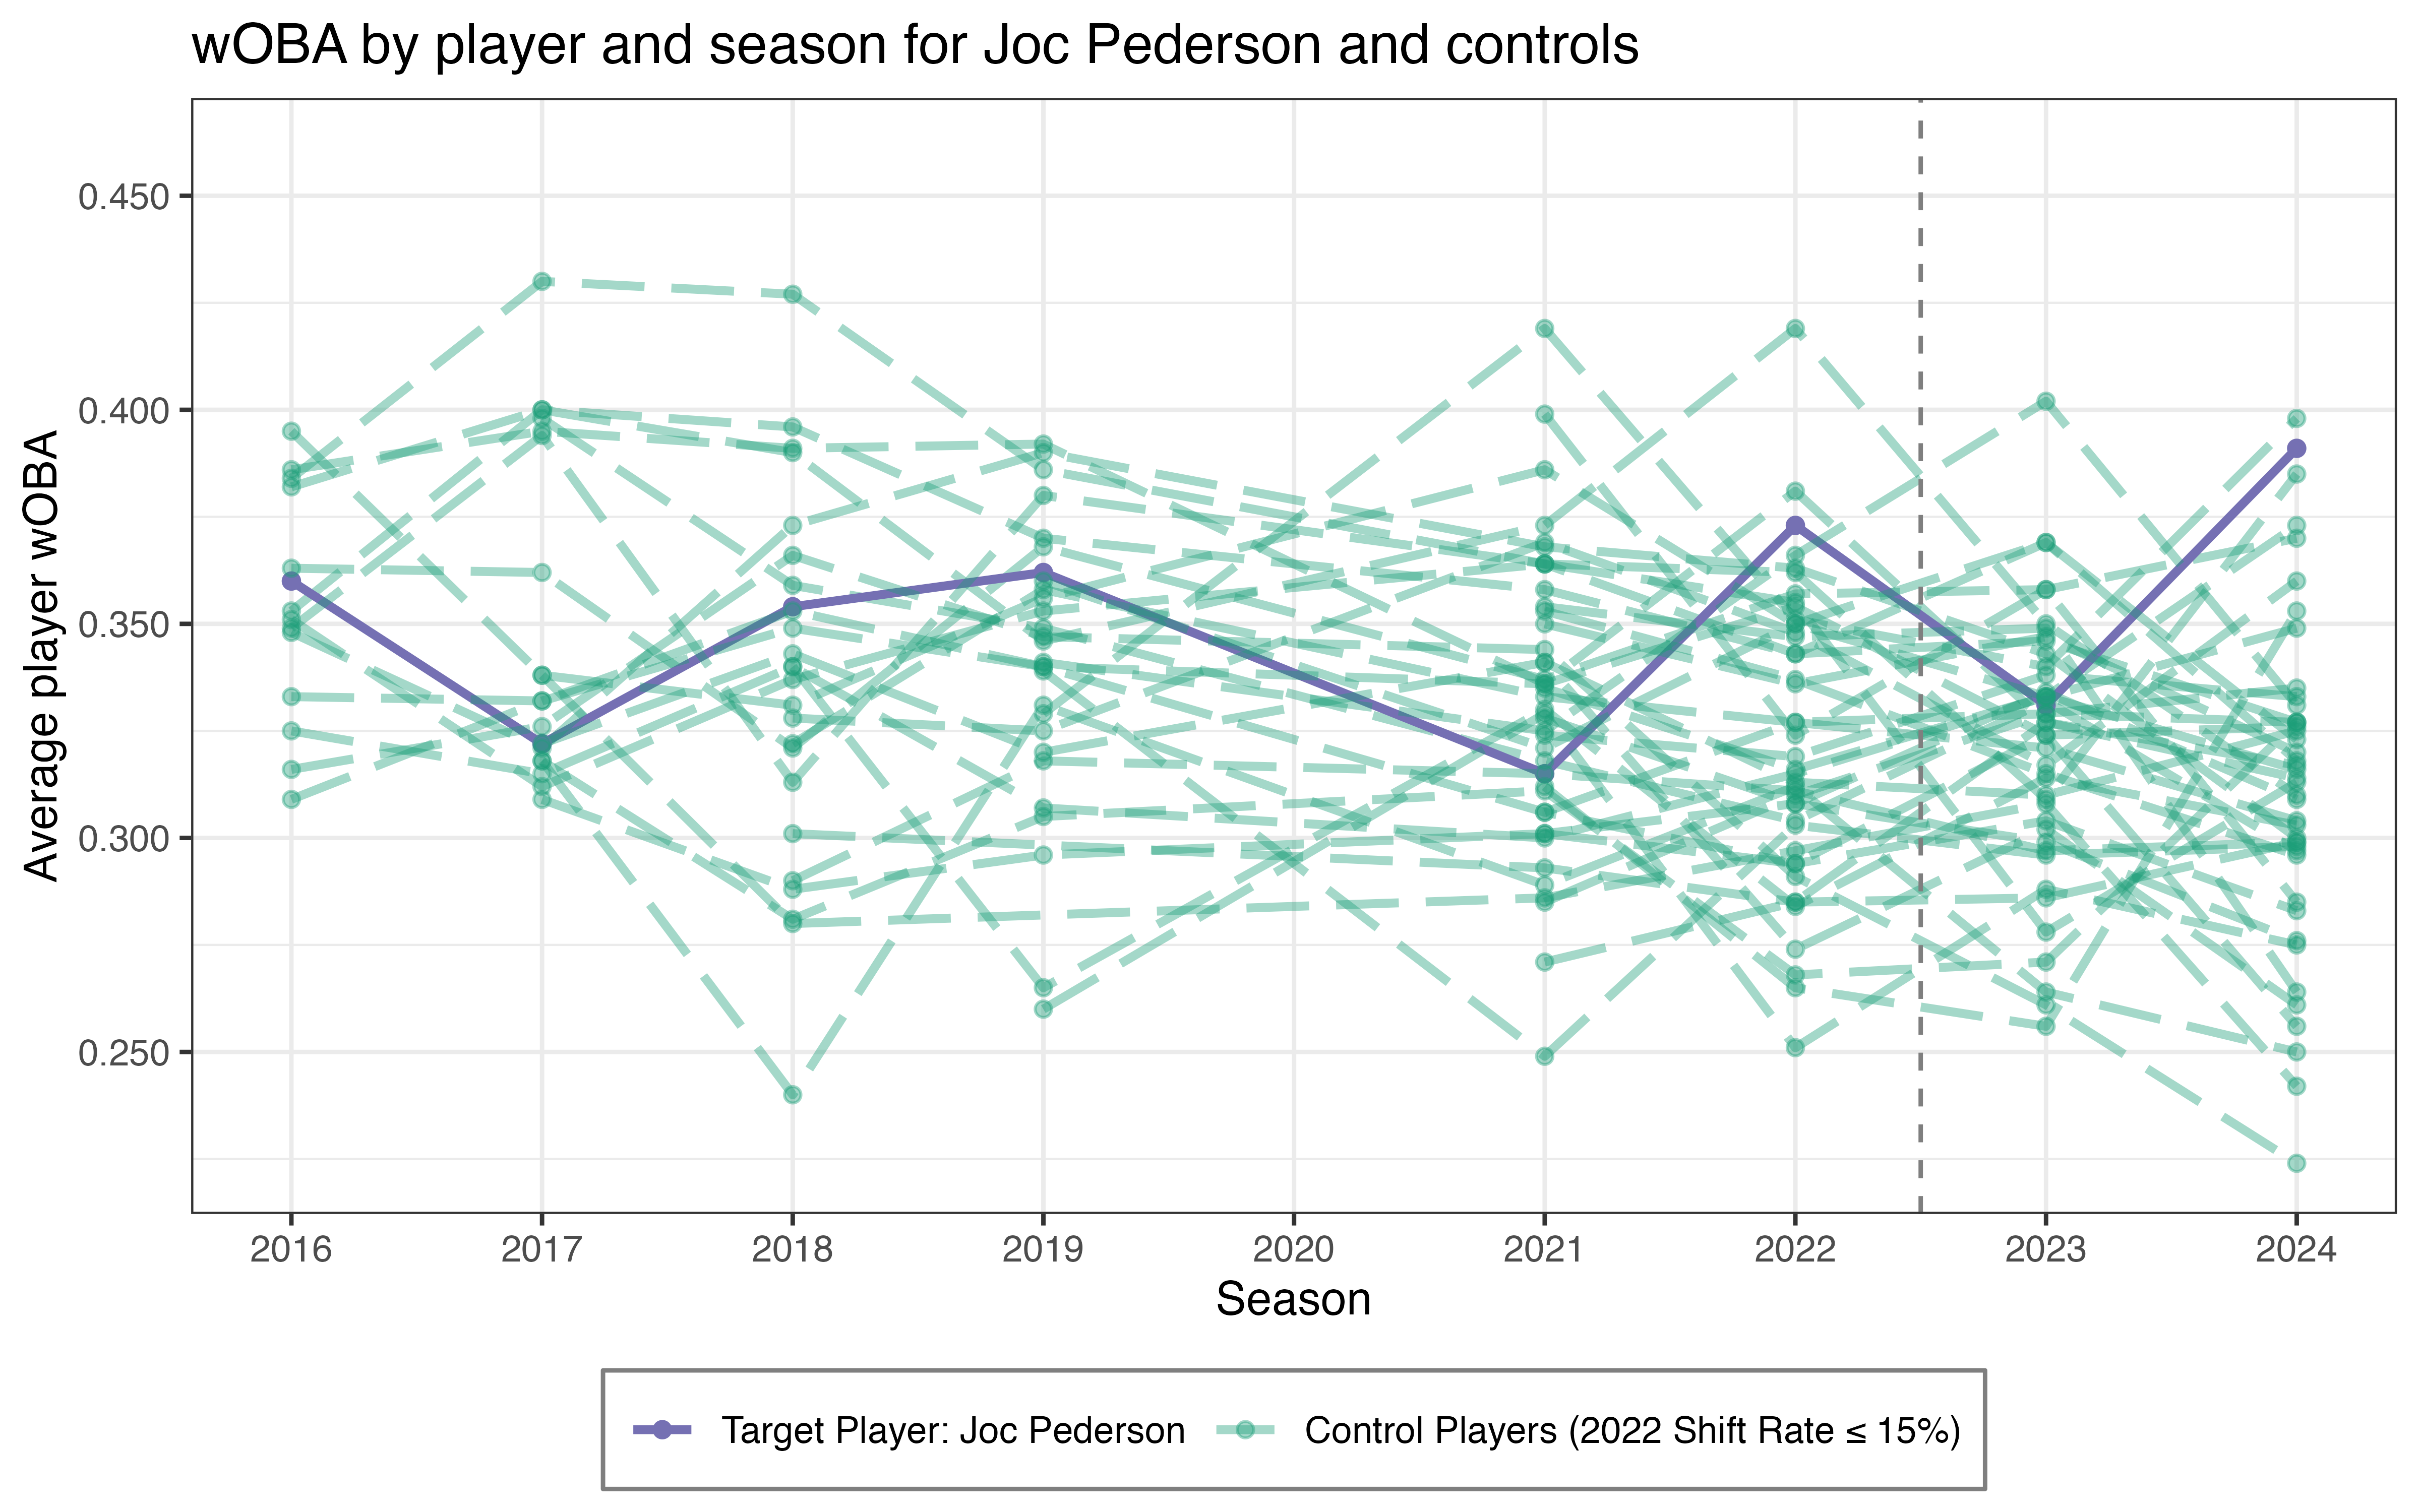 wOBA by player and season for Joc Pederson and controls
Average player wOBA
0.450
0.400
0.350
0.300
0.250
2016 2017 2018 2019 2020 2021 2022 2023 2024
Season
Target Player: Joc Pederson Control Players (2022 Shift Rate ≤ 15%)